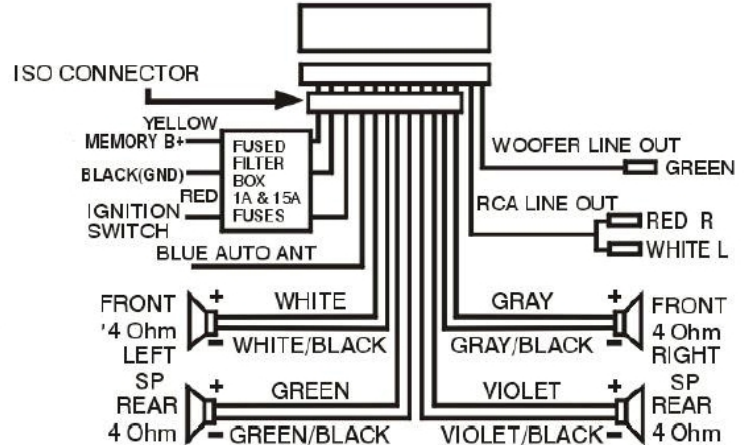 ISO CONNECTOR
YELLOW
MEMORY B+
BLACK(GND)
RED
IGNITION
SWITCH
FUSED
FILTER
BOX
1A & 15A
FUSES
BLUE AUTO ANT
WOOFER LINE OUT
GREEN
RCA LINE OUT
RED R
WHITE L
FRONT
'4 Ohm
LEFT
+
-
WHITE
WHITE/BLACK
GRAY
GRAY/BLACK
+
-
FRONT
4 Ohm
RIGHT
SP
REAR
4 Ohm
+
-
GREEN
GREEN/BLACK
VIOLET
VIOLET/BLACK
+
-
SP
REAR
4 Ohm